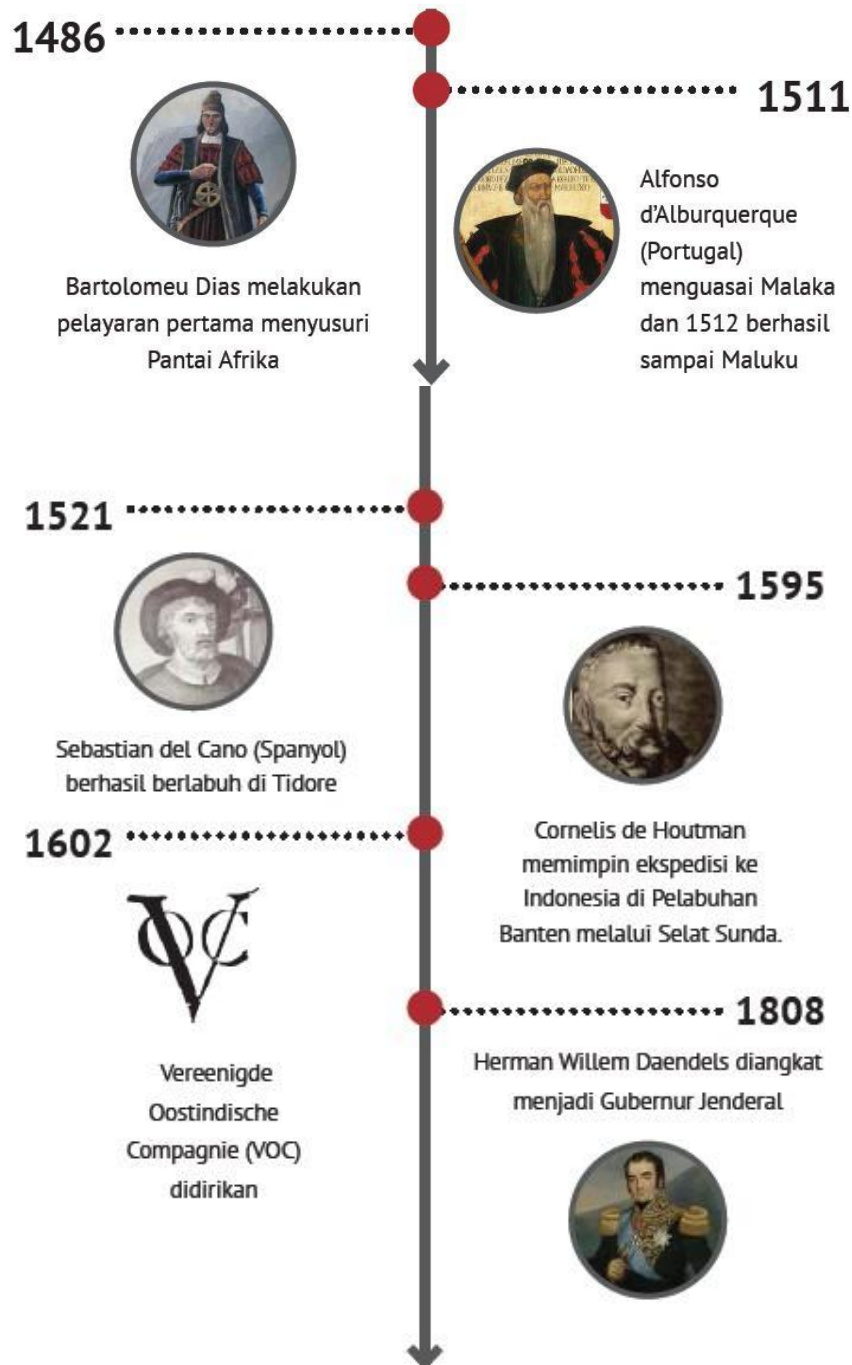 1486
Bartolomeu Dias melakukan
pelayaran pertama menyusuri
Pantai Afrika
1511
Alfonso
d'Alburquerque
(Portugal)
menguasai Malaka
dan 1512 berhasil
sampai Maluku
1521
Sebastian del Cano (Spanyol)
berhasil berlabuh di Tidore
1595
Cornelis de Houtman
memimpin ekspedisi ke
Indonesia di Pelabuhan
Banten melalui Selat Sunda.
1602
VOC
Vereenigde
Oostindische
Compagnie (VOC)
didirikan
1808
Herman Willem Daendels diangkat
menjadi Gubernur Jenderal